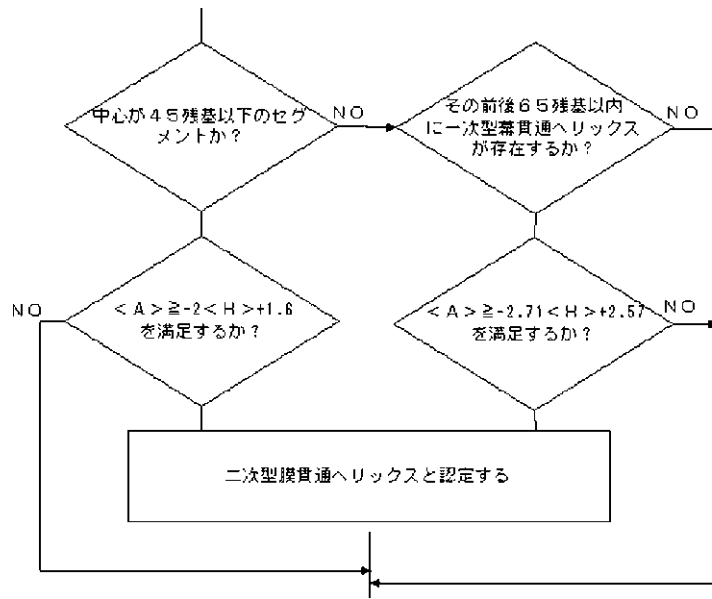 中心が４５残基以下のセグ
メントか？
NO
その前後６５残基以内
に一次型幕貫通ヘリックス
が存在するか？
NO
NO
＜A＞≧-2＜H＞+1.6
を満足するか？
＜A＞≧-2.71＜H＞+2.57
を満足するか？
NO
二次型膜貫通ヘリックスと認定する